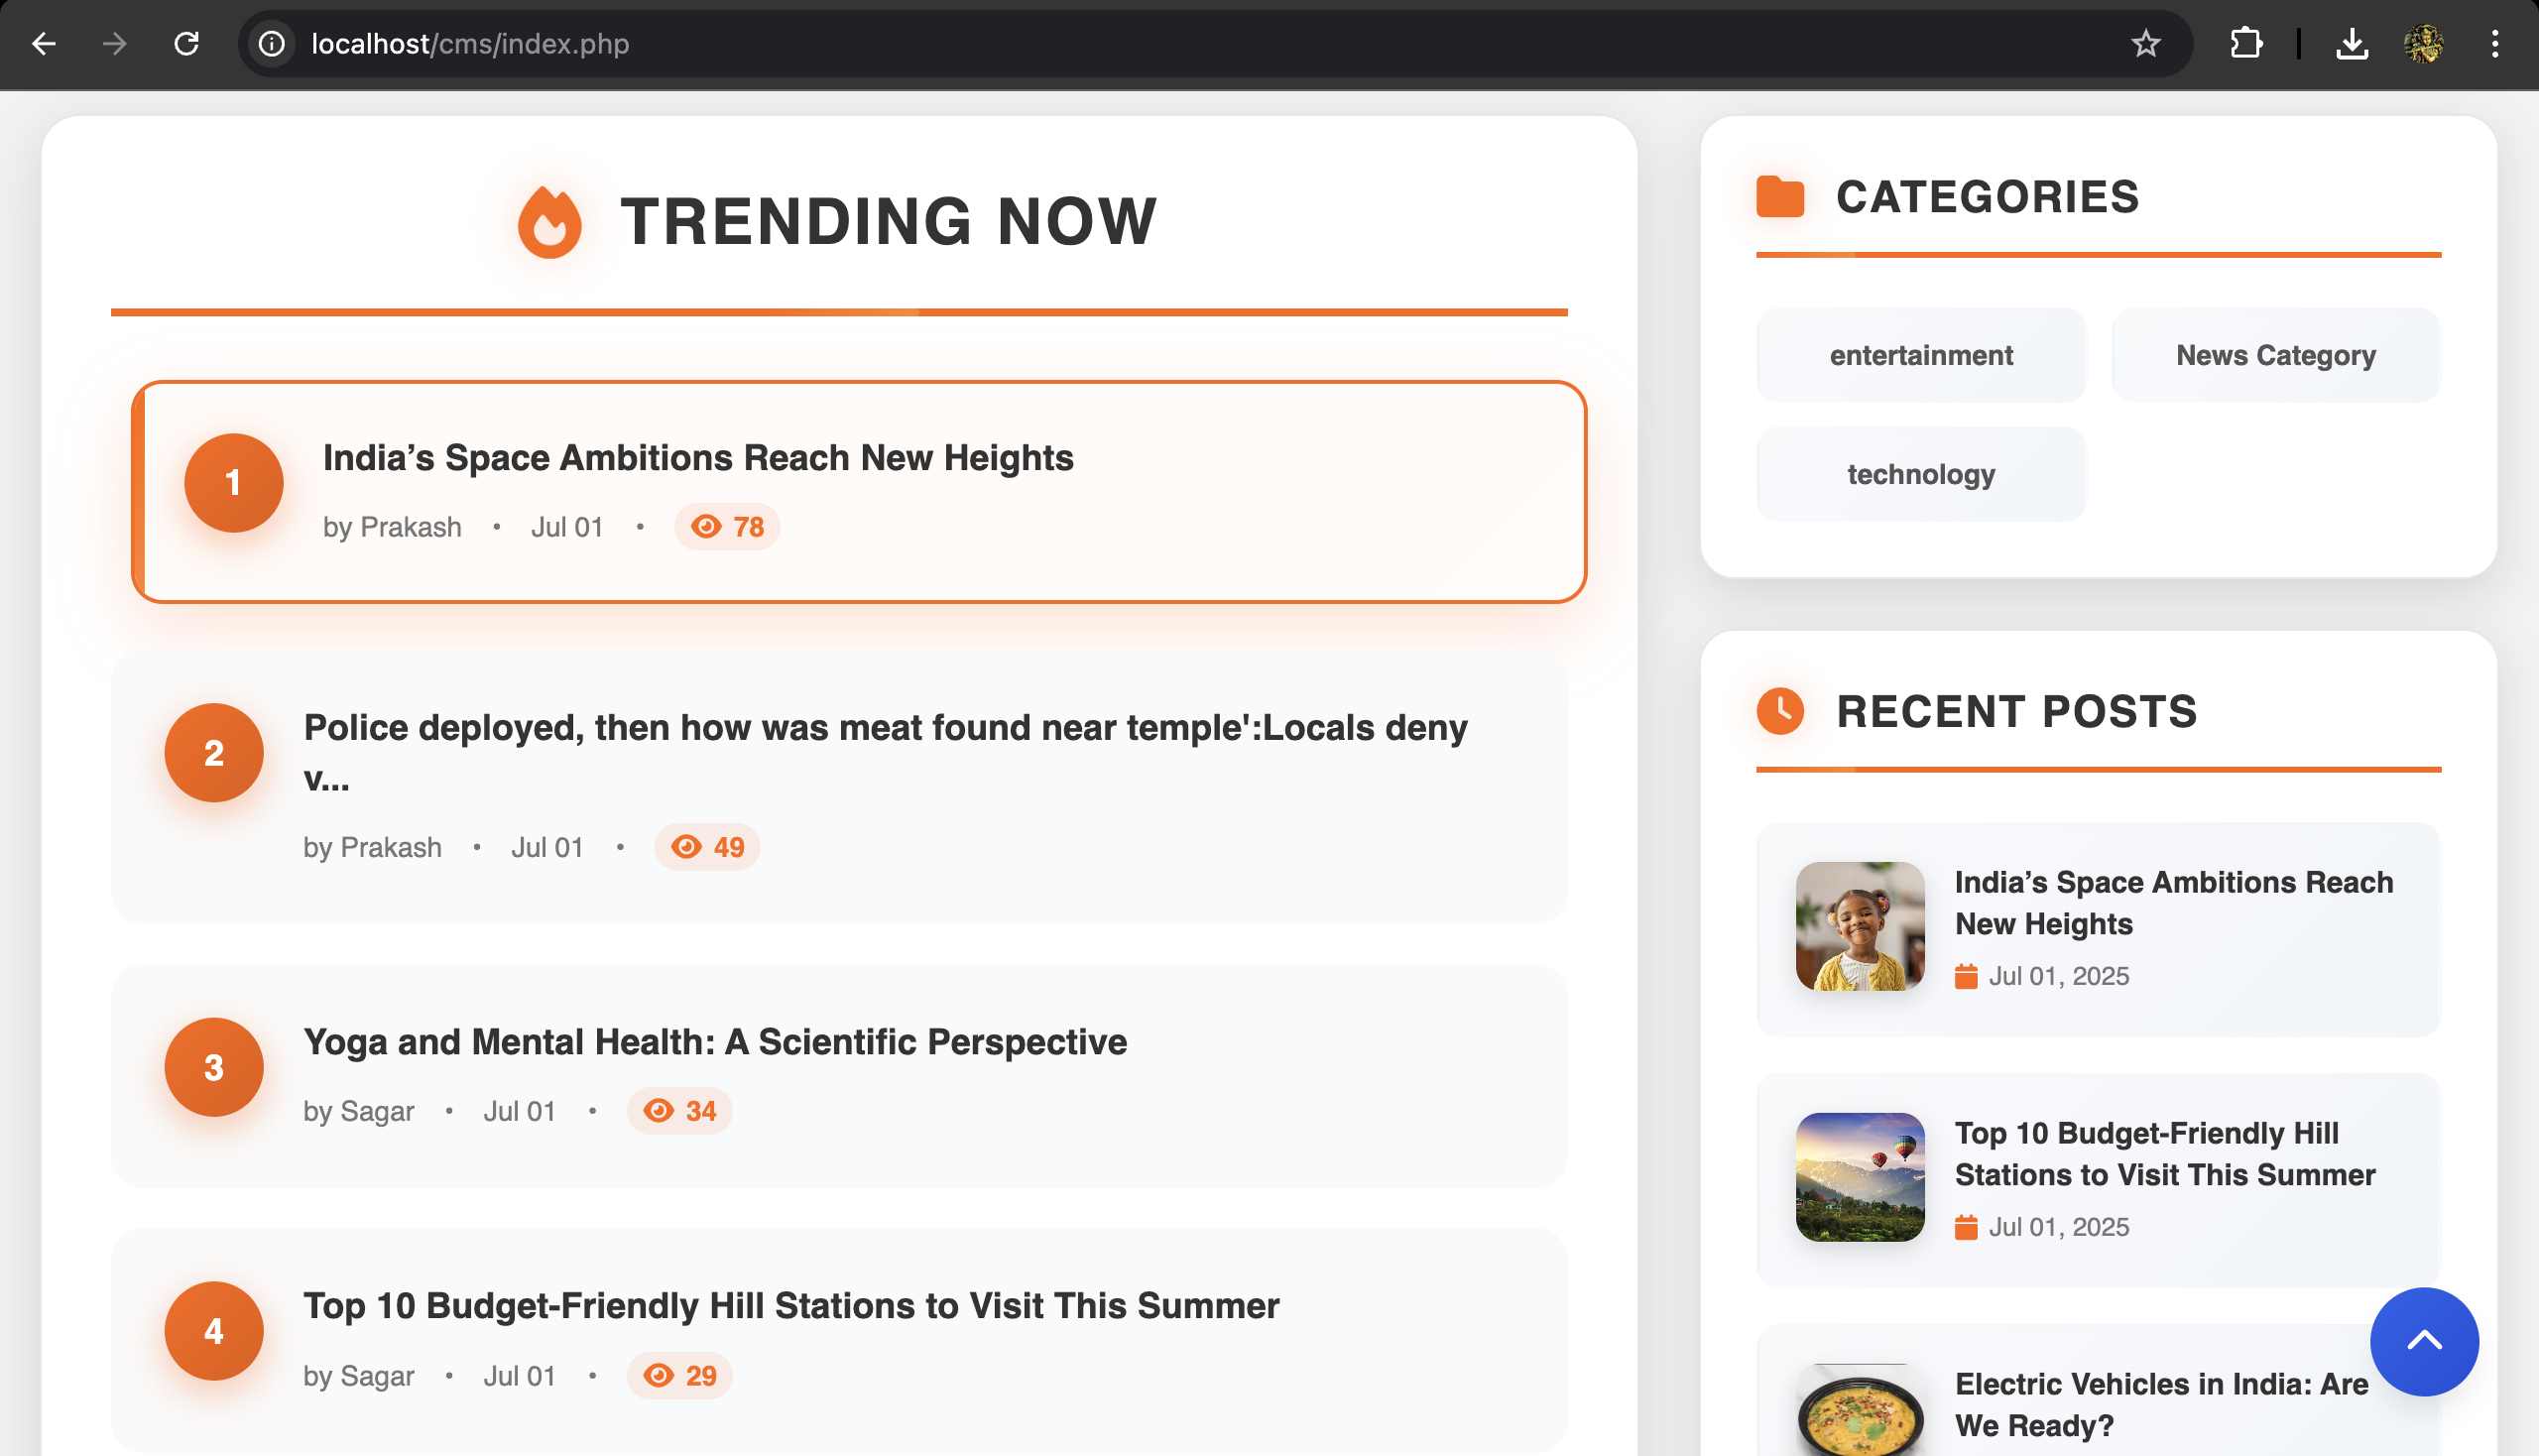 localhost/cms/index.php
TRENDING NOW
1
India’s Space Ambitions Reach New Heights
by Prakash • Jul 01 • 78
2
Police deployed, then how was meat found near temple':Locals deny
v...
by Prakash • Jul 01 • 49
3
Yoga and Mental Health: A Scientific Perspective
by Sagar • Jul 01 • 34
4
Top 10 Budget-Friendly Hill Stations to Visit This Summer
by Sagar • Jul 01 • 29
CATEGORIES
entertainment
News Category
technology
RECENT POSTS
India’s Space Ambitions Reach
New Heights
Jul 01, 2025
Top 10 Budget-Friendly Hill
Stations to Visit This Summer
Jul 01, 2025
Electric Vehicles in India: Are
We Ready?